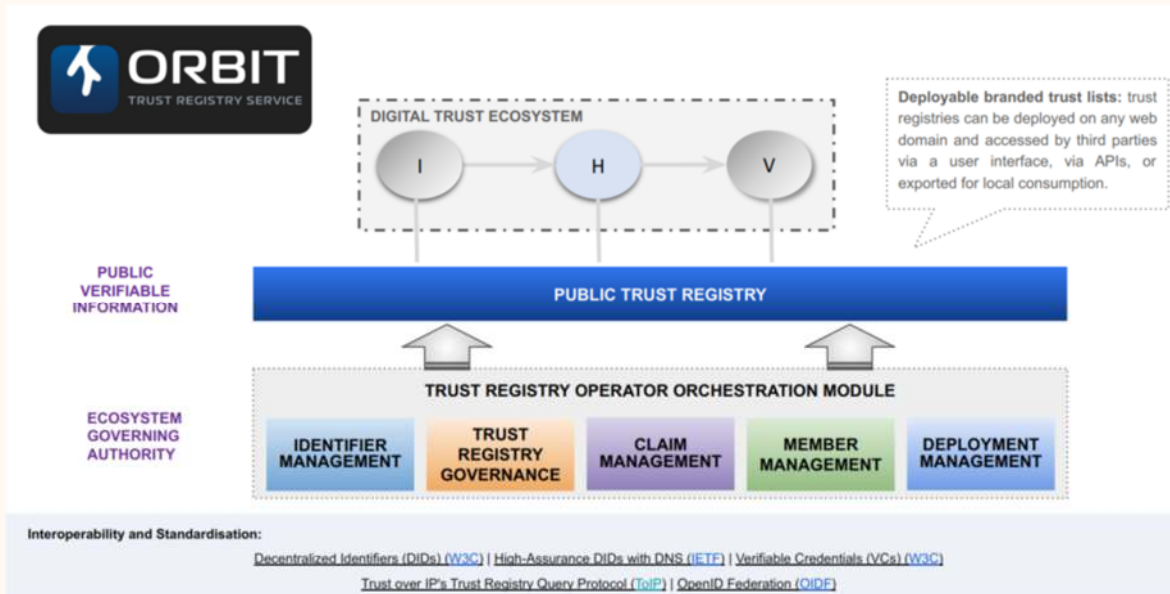 ORBIT
TRUST REGISTRY SERVICE
DIGITAL TRUST ECOSYSTEM
I
H
V
Deployable branded trust lists: trust
registries can be deployed on any web
domain and accessed by third parties
via a user interface, via APIs, or
exported for local consumption.
PUBLIC
VERIFIABLE
INFORMATION
PUBLIC TRUST REGISTRY
TRUST REGISTRY OPERATOR ORCHESTRATION MODULE
ECOSYSTEM
GOVERNING
AUTHORITY
IDENTIFIER
MANAGEMENT
TRUST
REGISTRY
GOVERNANCE
CLAIM
MANAGEMENT
MEMBER
MANAGEMENT
DEPLOYMENT
MANAGEMENT
Interoperability and Standardisation:
Decentralized Identifiers (DIDs) (W3C) | High-Assurance DIDs with DNS (IETF) | Verifiable Credentials (VCs) (W3C)
Trust over IP's Trust Registry Query Protocol (ToIP) | OpenID Federation (OIDF)